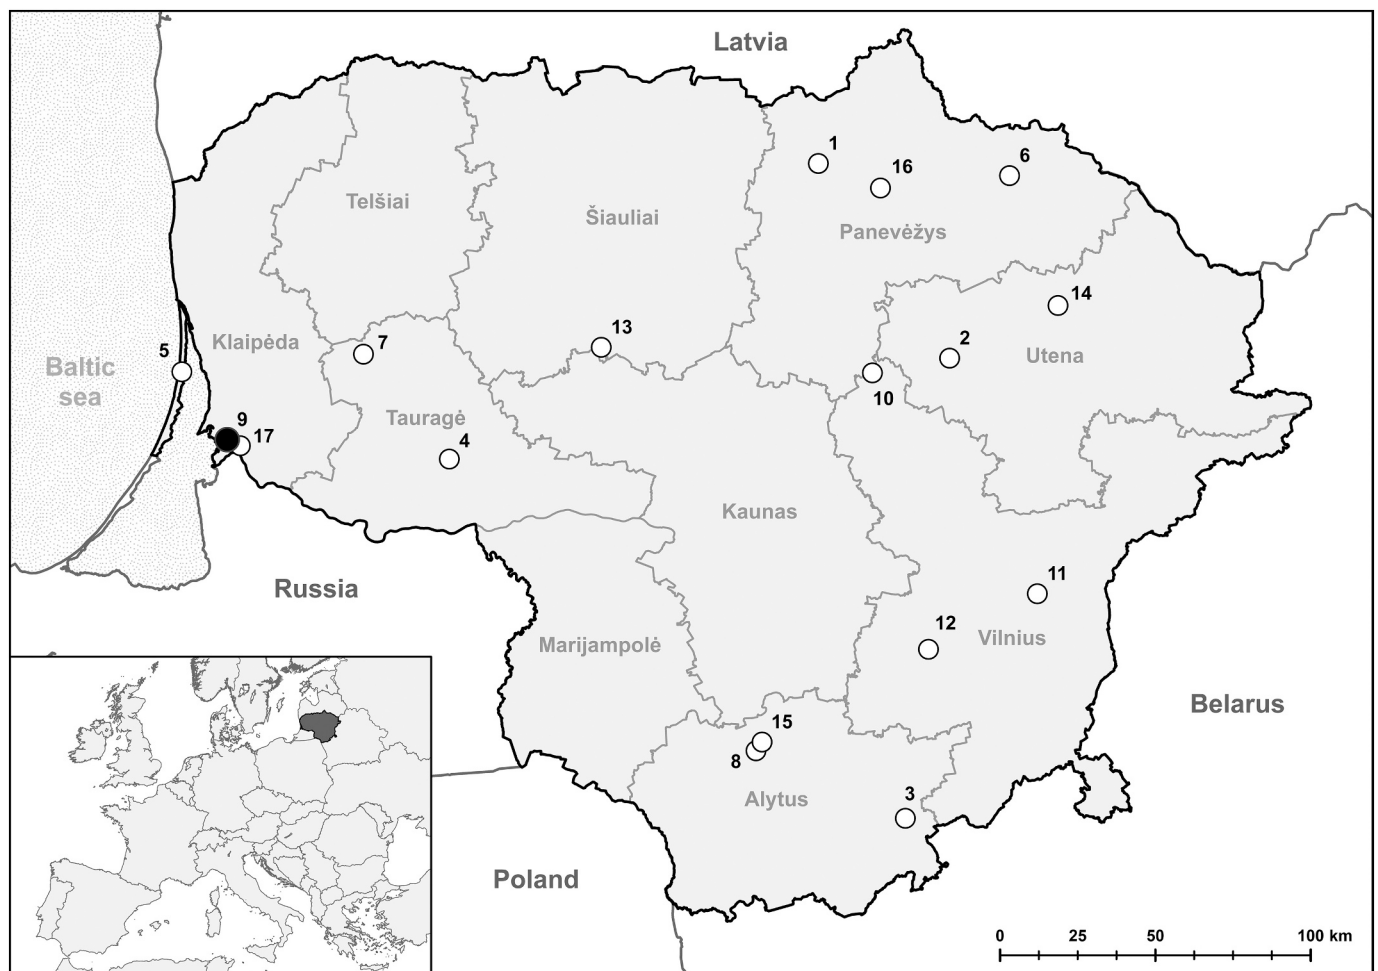 Latvia
1
16
6
Telšiai
Šiauliai
Panevėžys
14
5
Klaipėda
7
13
2
Utena
Baltic
sea
10
Tauragė
9
17
4
Kaunas
Russia
11
12
Vilnius
Marijampolė
Belarus
15
8
Alytus
3
Poland
0 25 50 100 km